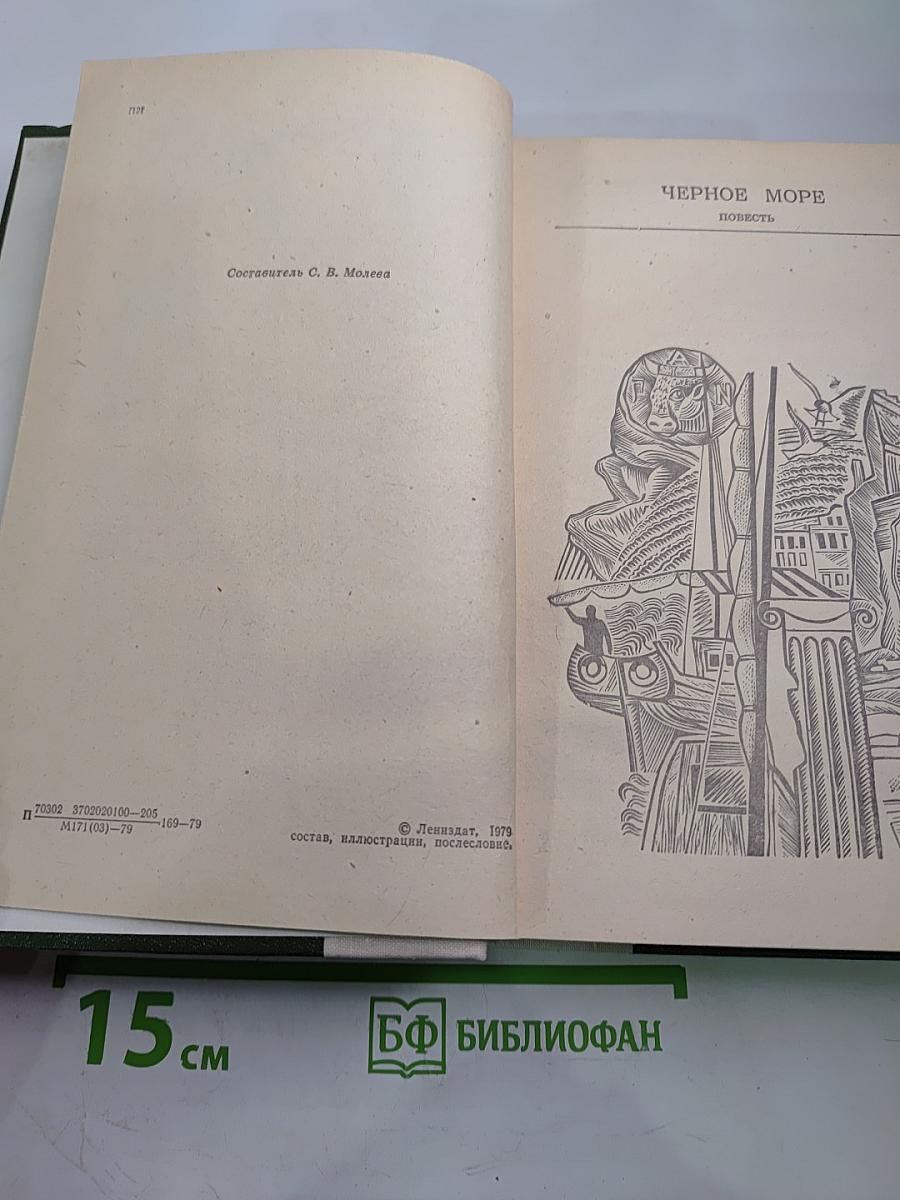 Составитель С. В. Молева
П 70302 3702020100—205
М171(03)—79
169—79
© Лениздат, 1979
состав, иллюстрации, послесловие.
ЧЕРНОЕ МОРЕ
ПОВЕСТЬ
П А N
15 см
БФ БИБЛИОФАН